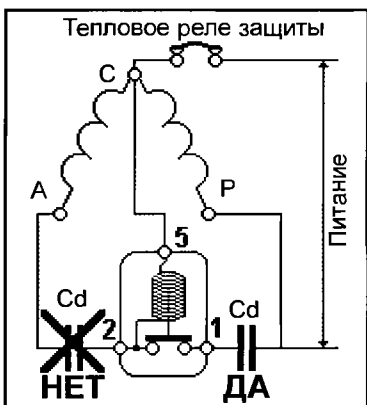 Тепловое реле защиты
C
A
P
Питание
5
Cd
2
1
Cd
НЕТ
ДА